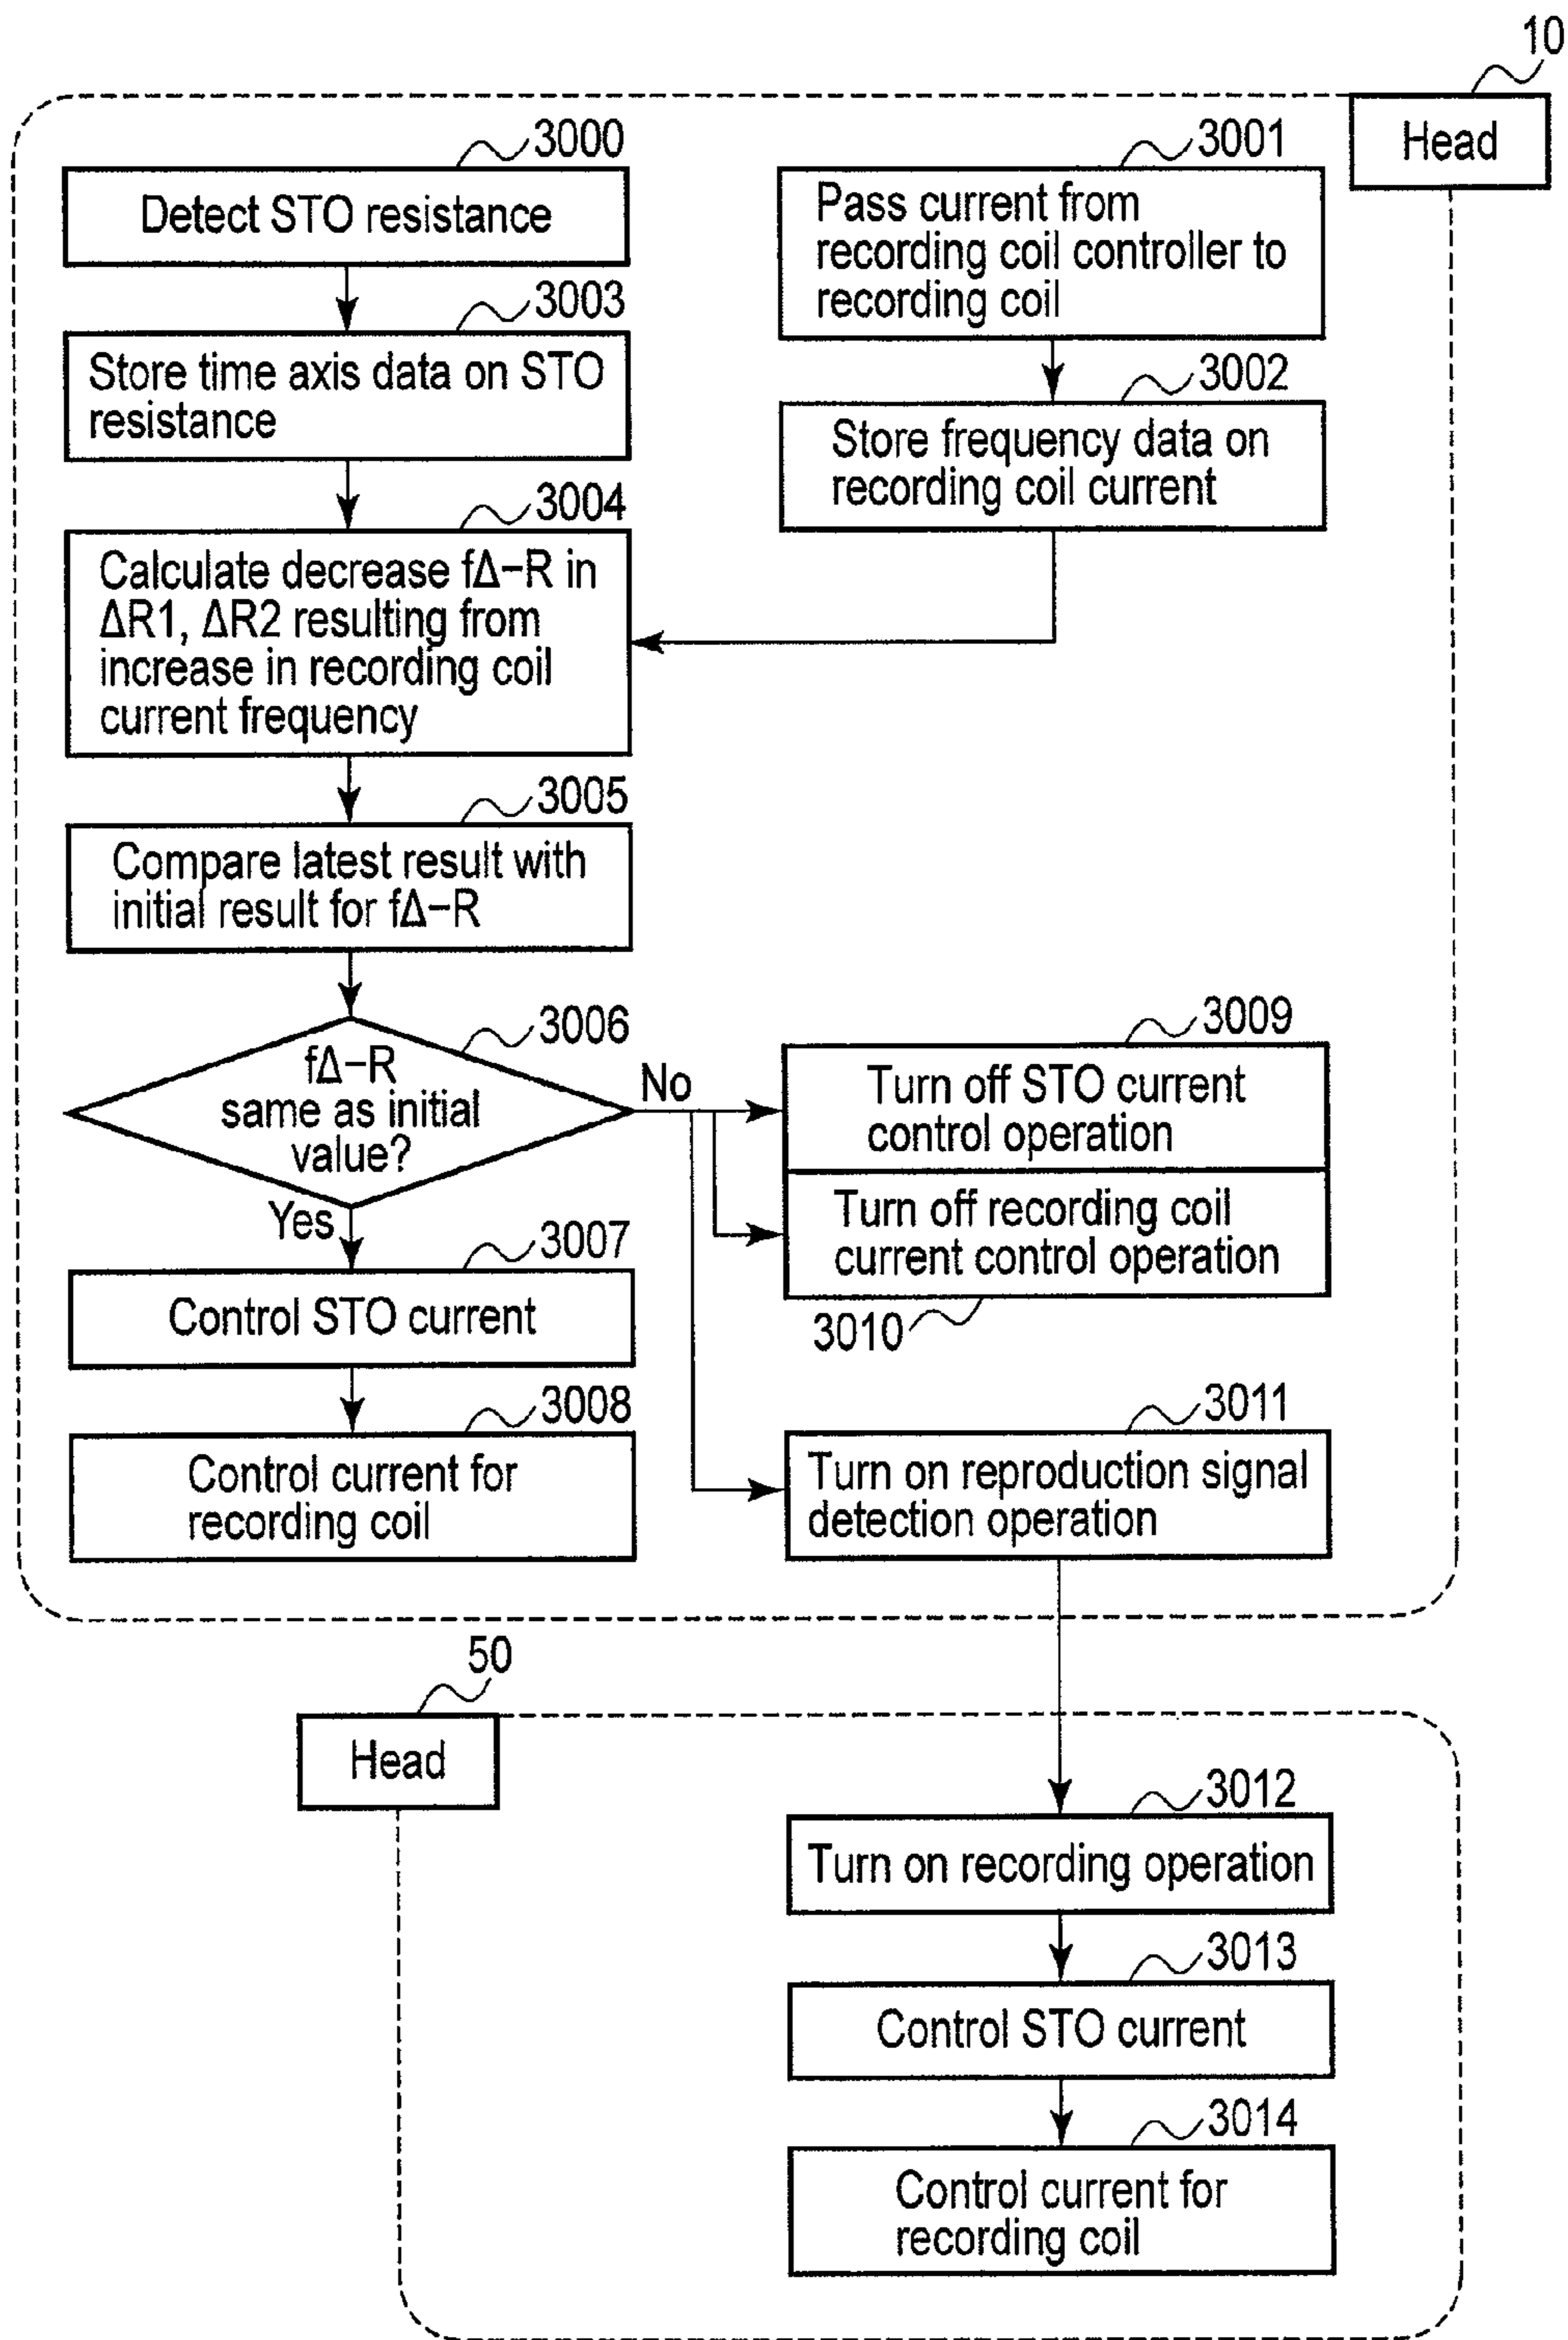 10
Head
3000
Detect STO resistance
3001
Pass current from
recording coil controller to
recording coil
3003
Store time axis data on STO
resistance
3002
Store frequency data on
recording coil current
3004
Calculate decrease fΔ−R in
ΔR1, ΔR2 resulting from
increase in recording coil
current frequency
3005
Compare latest result with
initial result for fΔ−R
3006
fΔ−R
same as initial
value?
No
Yes
3009
Turn off STO current
control operation
Turn off recording coil
current control operation
3010
3007
Control STO current
3008
Control current for
recording coil
3011
Turn on reproduction signal
detection operation
50
Head
3012
Turn on recording operation
3013
Control STO current
3014
Control current for
recording coil